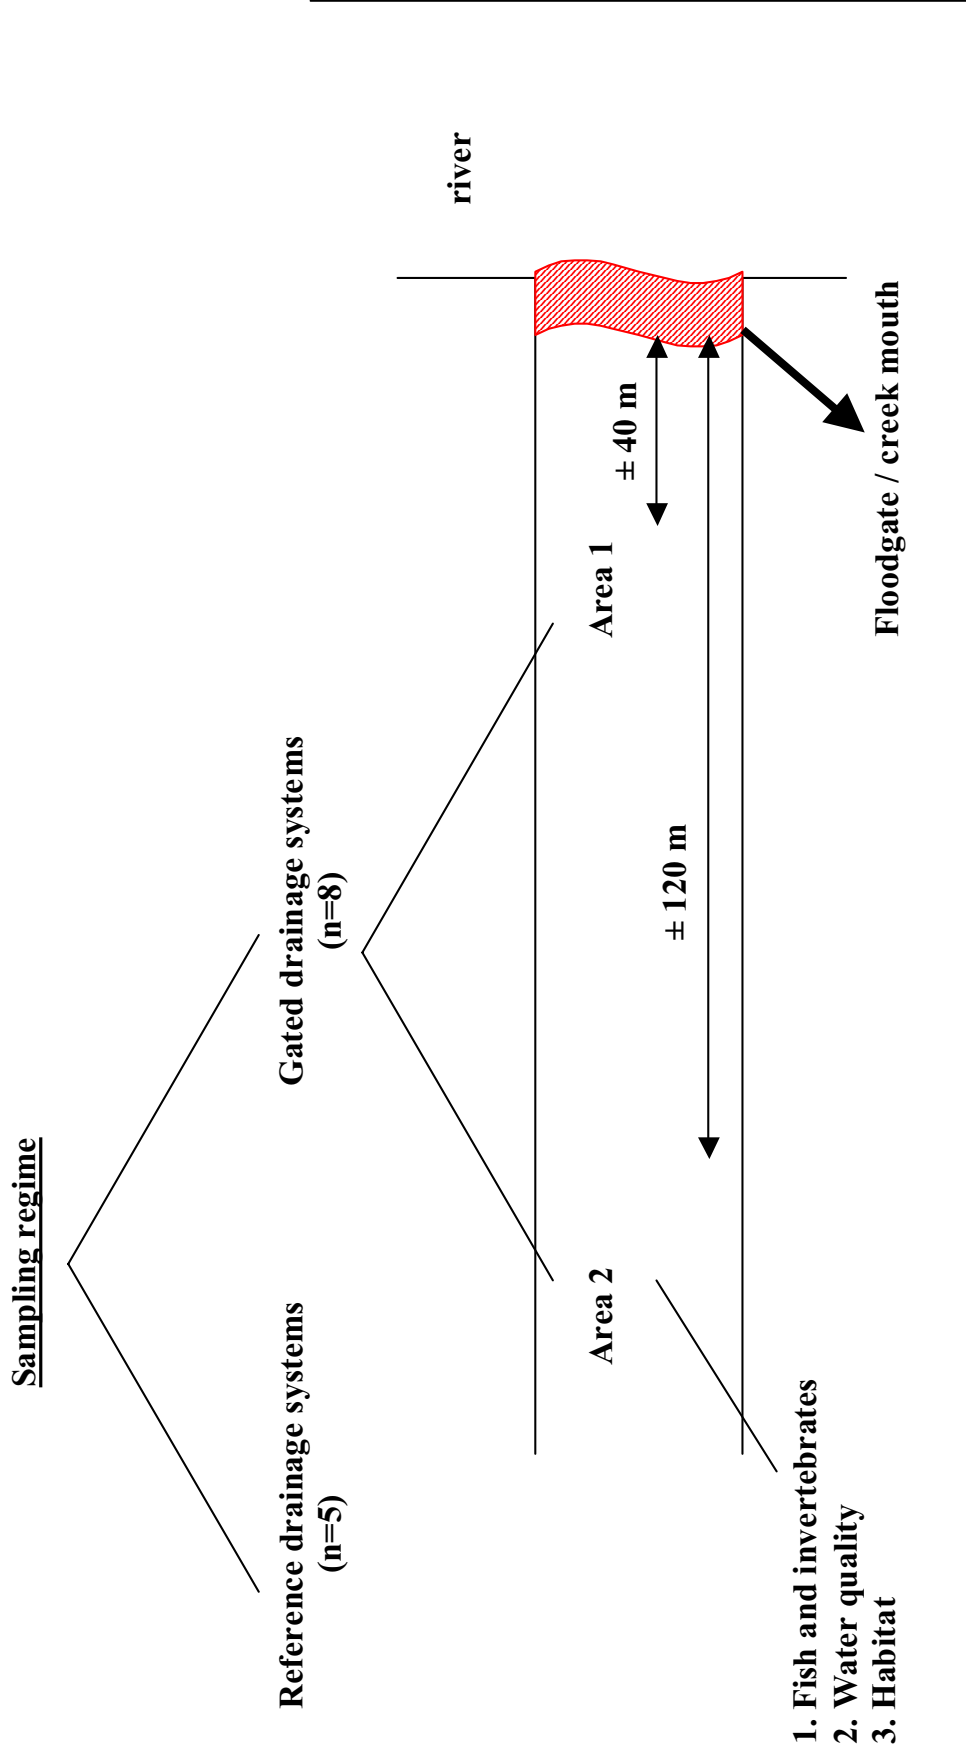 Sampling regime
Reference drainage systems
(n=5)
Gated drainage systems
(n=8)
river
Area 2
Area 1
± 40 m
± 120 m
1. Fish and invertebrates
2. Water quality
3. Habitat
Floodgate / creek mouth